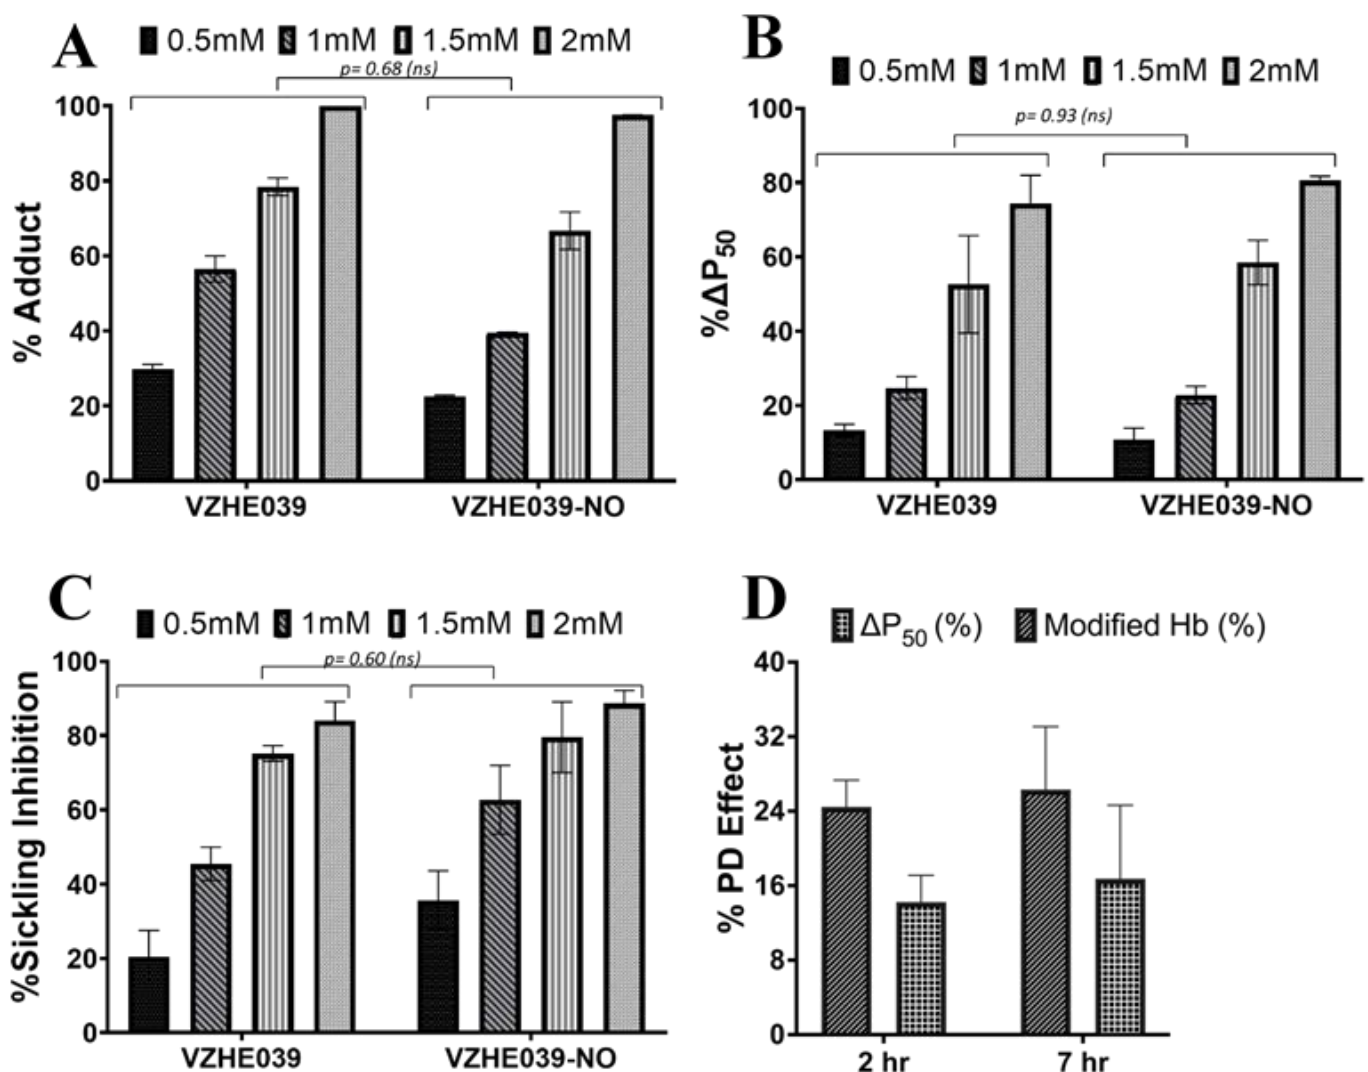 A
0.5mM 1mM 1.5mM 2mM
p= 0.68 (ns)
% Adduct
100
80
60
40
20
0
VZHE039 VZHE039-NO
B
0.5mM 1mM 1.5mM 2mM
p= 0.93 (ns)
%ΔP50
100
80
60
40
20
0
VZHE039 VZHE039-NO
C
0.5mM 1mM 1.5mM 2mM
p= 0.60 (ns)
%Sickling Inhibition
100
80
60
40
20
0
VZHE039 VZHE039-NO
D
ΔP50 (%) Modified Hb (%)
% PD Effect
40
32
24
16
8
0
2 hr 7 hr